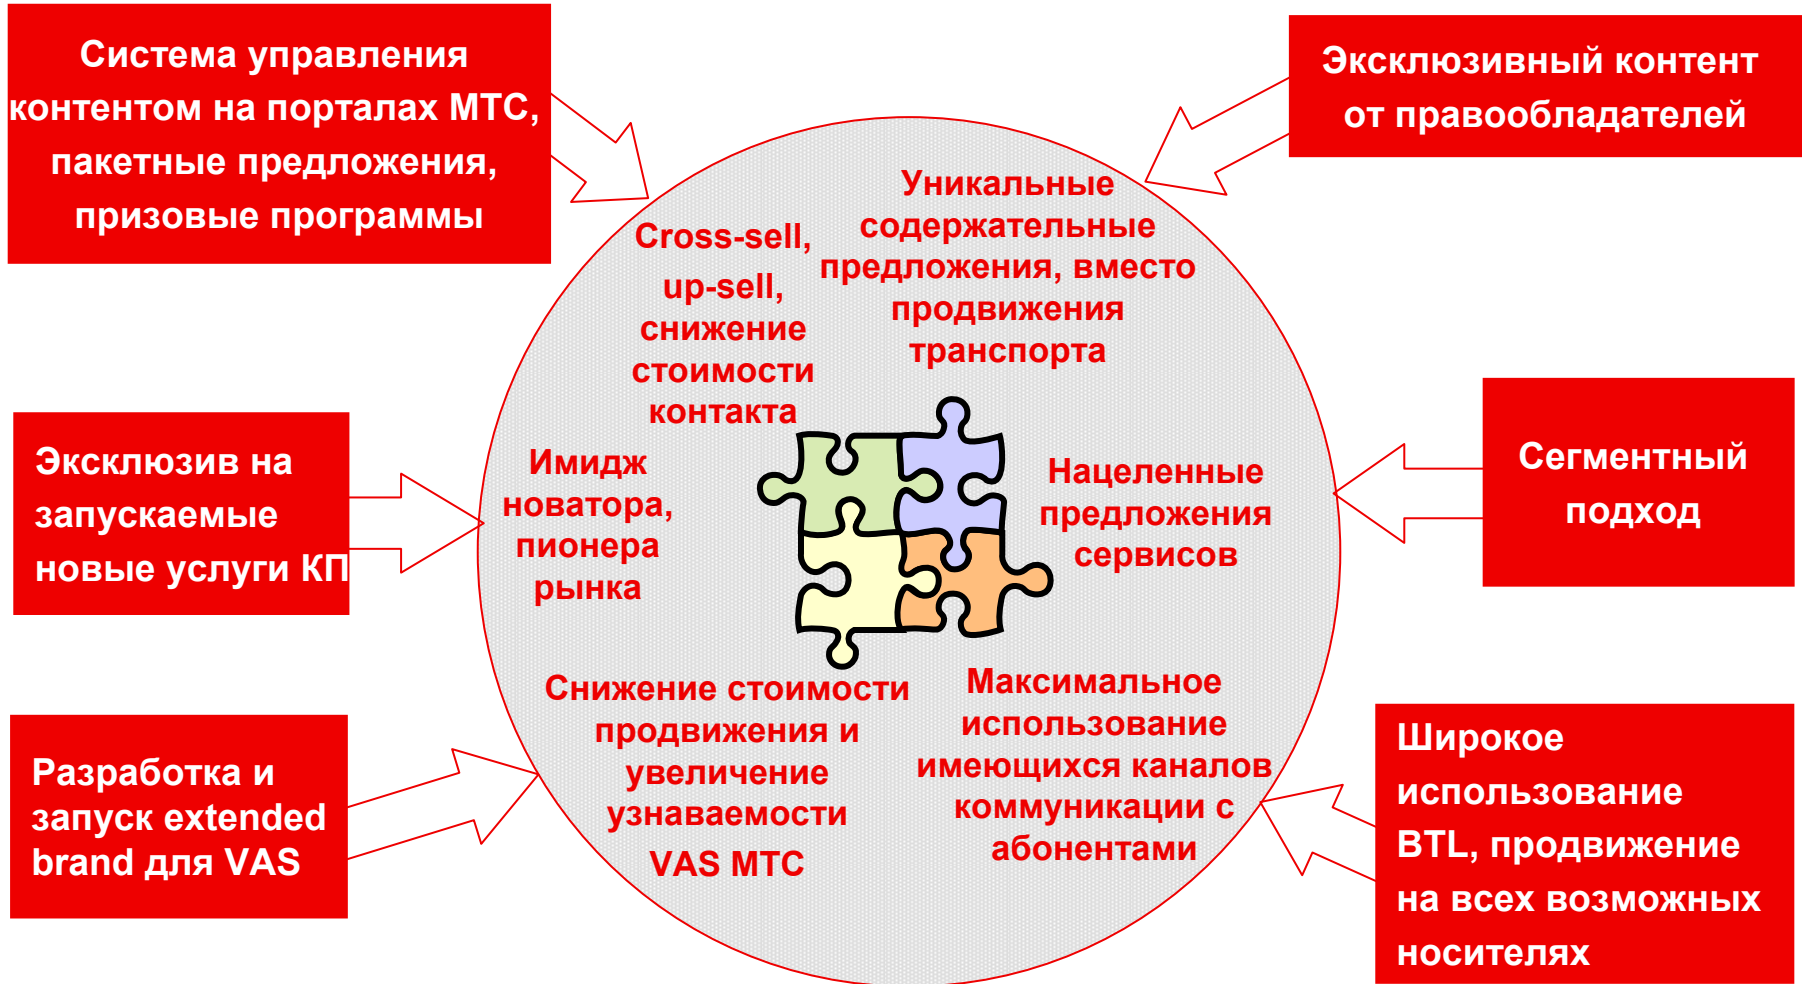 Система управления
контентом на порталах МТС,
пакетные предложения,
призовые программы
Эксклюзивный контент
от правообладателей
Cross-sell,
up-sell,
снижение
стоимости
контакта
Уникальные
содержательные
предложения, вместо
продвижения
транспорта
Эксклюзив на
запускаемые
новые услуги КП
Имидж
новатора,
пионера
рынка
Нацеленные
предложения
сервисов
Сегментный
подход
Разработка и
запуск extended
brand для VAS
Снижение стоимости
продвижения и
увеличение
узнаваемости
VAS МТС
Максимальное
использование
имеющихся каналов
коммуникации с
абонентами
Широкое
использование
BTL, продвижение
на всех возможных
носителях